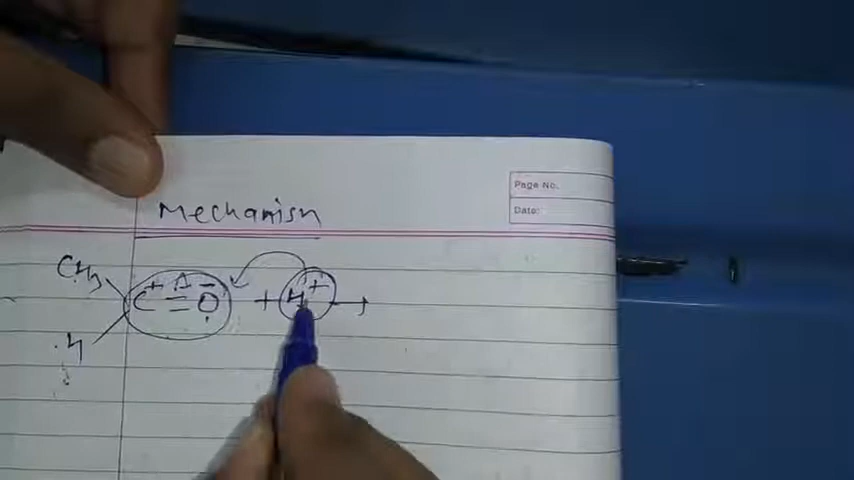 Page No.
Mechanism
Date:
CH3
C = O + H+ →
H